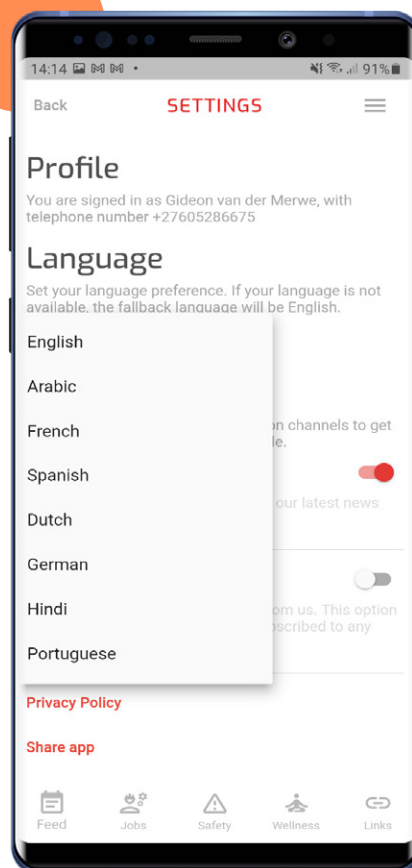 14:14 91%
Back SETTINGS
Profile
You are signed in as Gideon van der Merwe, with
telephone number +27605286675
Language
Set your language preference. If your language is not
available, the fallback language will be English.
English
Arabic
French
on channels to get
le.
Spanish
our latest news
Dutch
German
Hindi
om us. This option
oscribed to any
Portuguese
Privacy Policy
Share app
Feed Jobs Safety Wellness Links